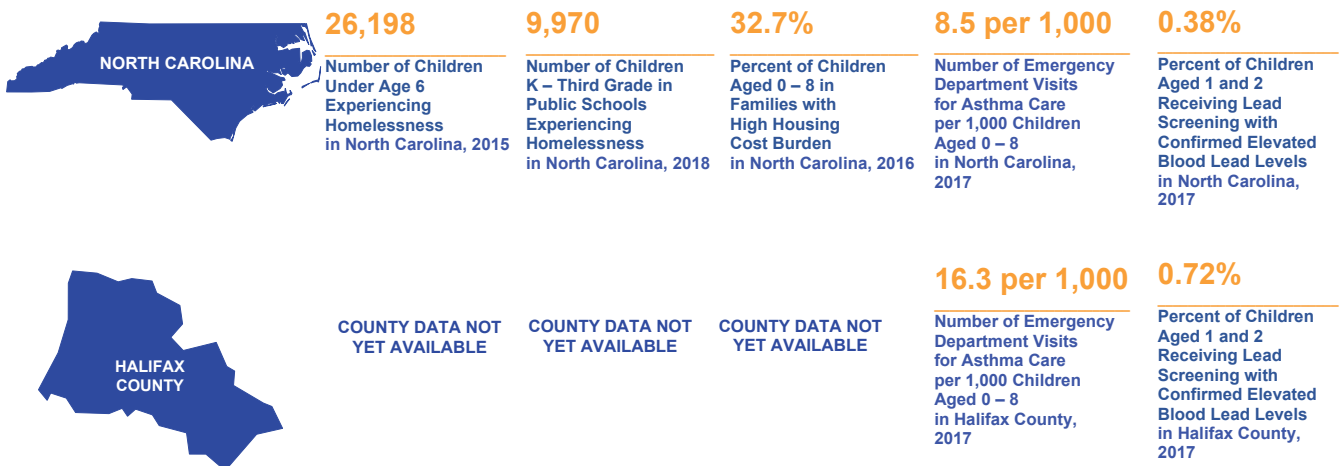 NORTH CAROLINA
26,198
Number of Children
Under Age 6
Experiencing
Homelessness
in North Carolina, 2015
9,970
Number of Children
K – Third Grade in
Public Schools
Experiencing
Homelessness
in North Carolina, 2018
32.7%
Percent of Children
Aged 0 – 8 in
Families with
High Housing
Cost Burden
in North Carolina, 2016
8.5 per 1,000
Number of Emergency
Department Visits
for Asthma Care
per 1,000 Children
Aged 0 – 8
in North Carolina,
2017
0.38%
Percent of Children
Aged 1 and 2
Receiving Lead
Screening with
Confirmed Elevated
Blood Lead Levels
in North Carolina,
2017
HALIFAX
COUNTY
COUNTY DATA NOT
YET AVAILABLE
COUNTY DATA NOT
YET AVAILABLE
COUNTY DATA NOT
YET AVAILABLE
16.3 per 1,000
Number of Emergency
Department Visits
for Asthma Care
per 1,000 Children
Aged 0 – 8
in Halifax County,
2017
0.72%
Percent of Children
Aged 1 and 2
Receiving Lead
Screening with
Confirmed Elevated
Blood Lead Levels
in Halifax County,
2017